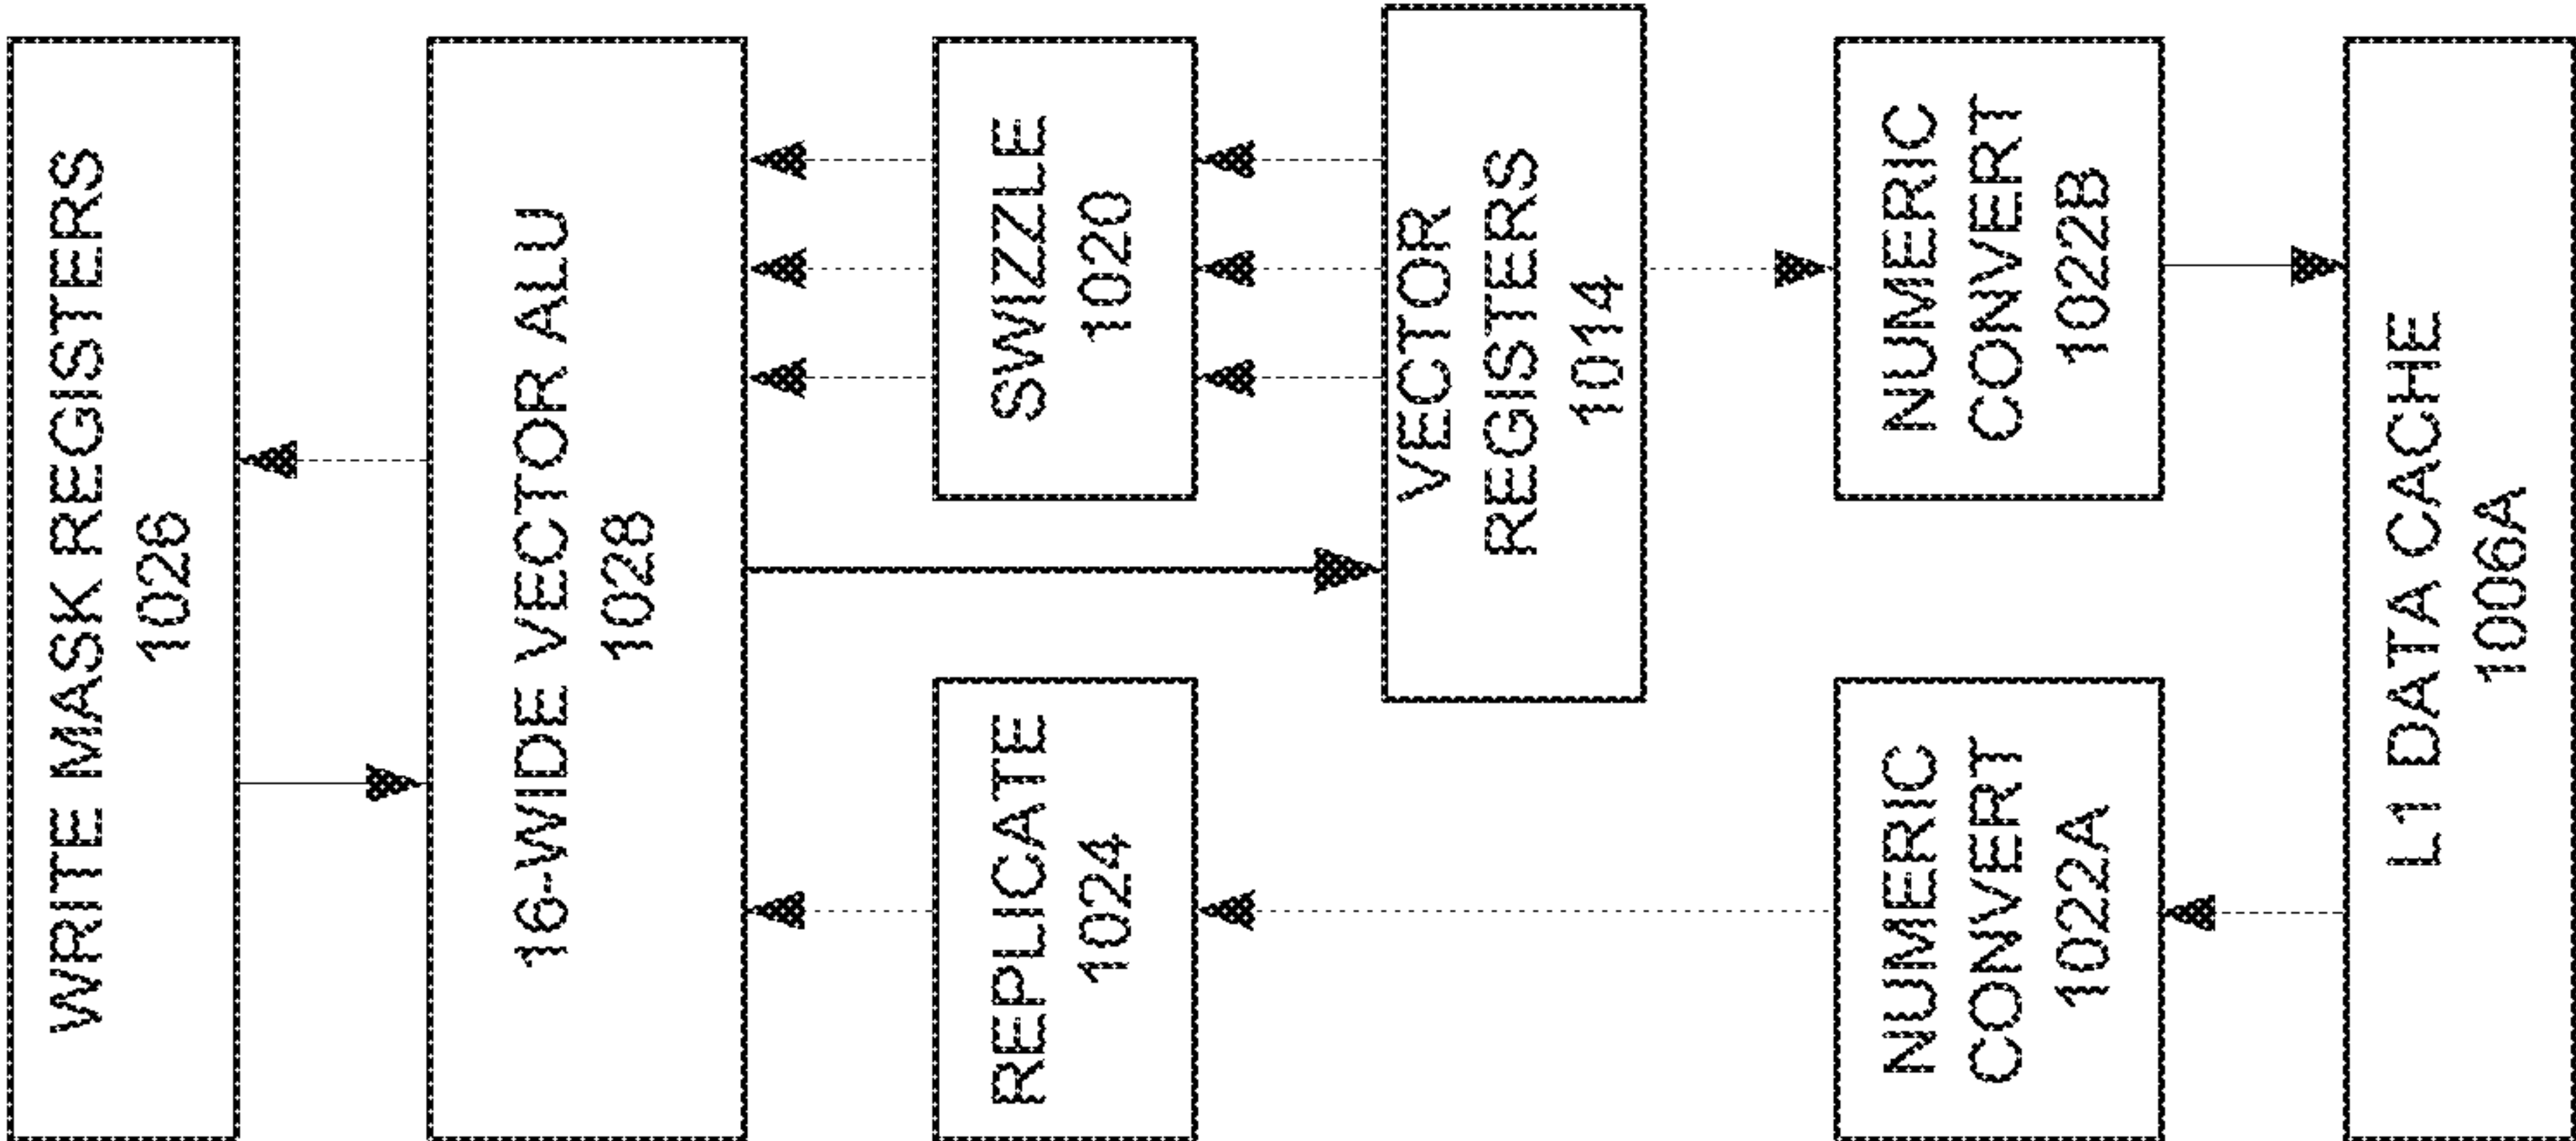 WRITE MASK REGISTERS
1026
16-WIDE VECTOR ALU
1028
REPLICATE
1024
SWIZZLE
1020
VECTOR
REGISTERS
1014
NUMERIC
CONVERT
1022A
NUMERIC
CONVERT
1022B
L1 DATA CACHE
1006A